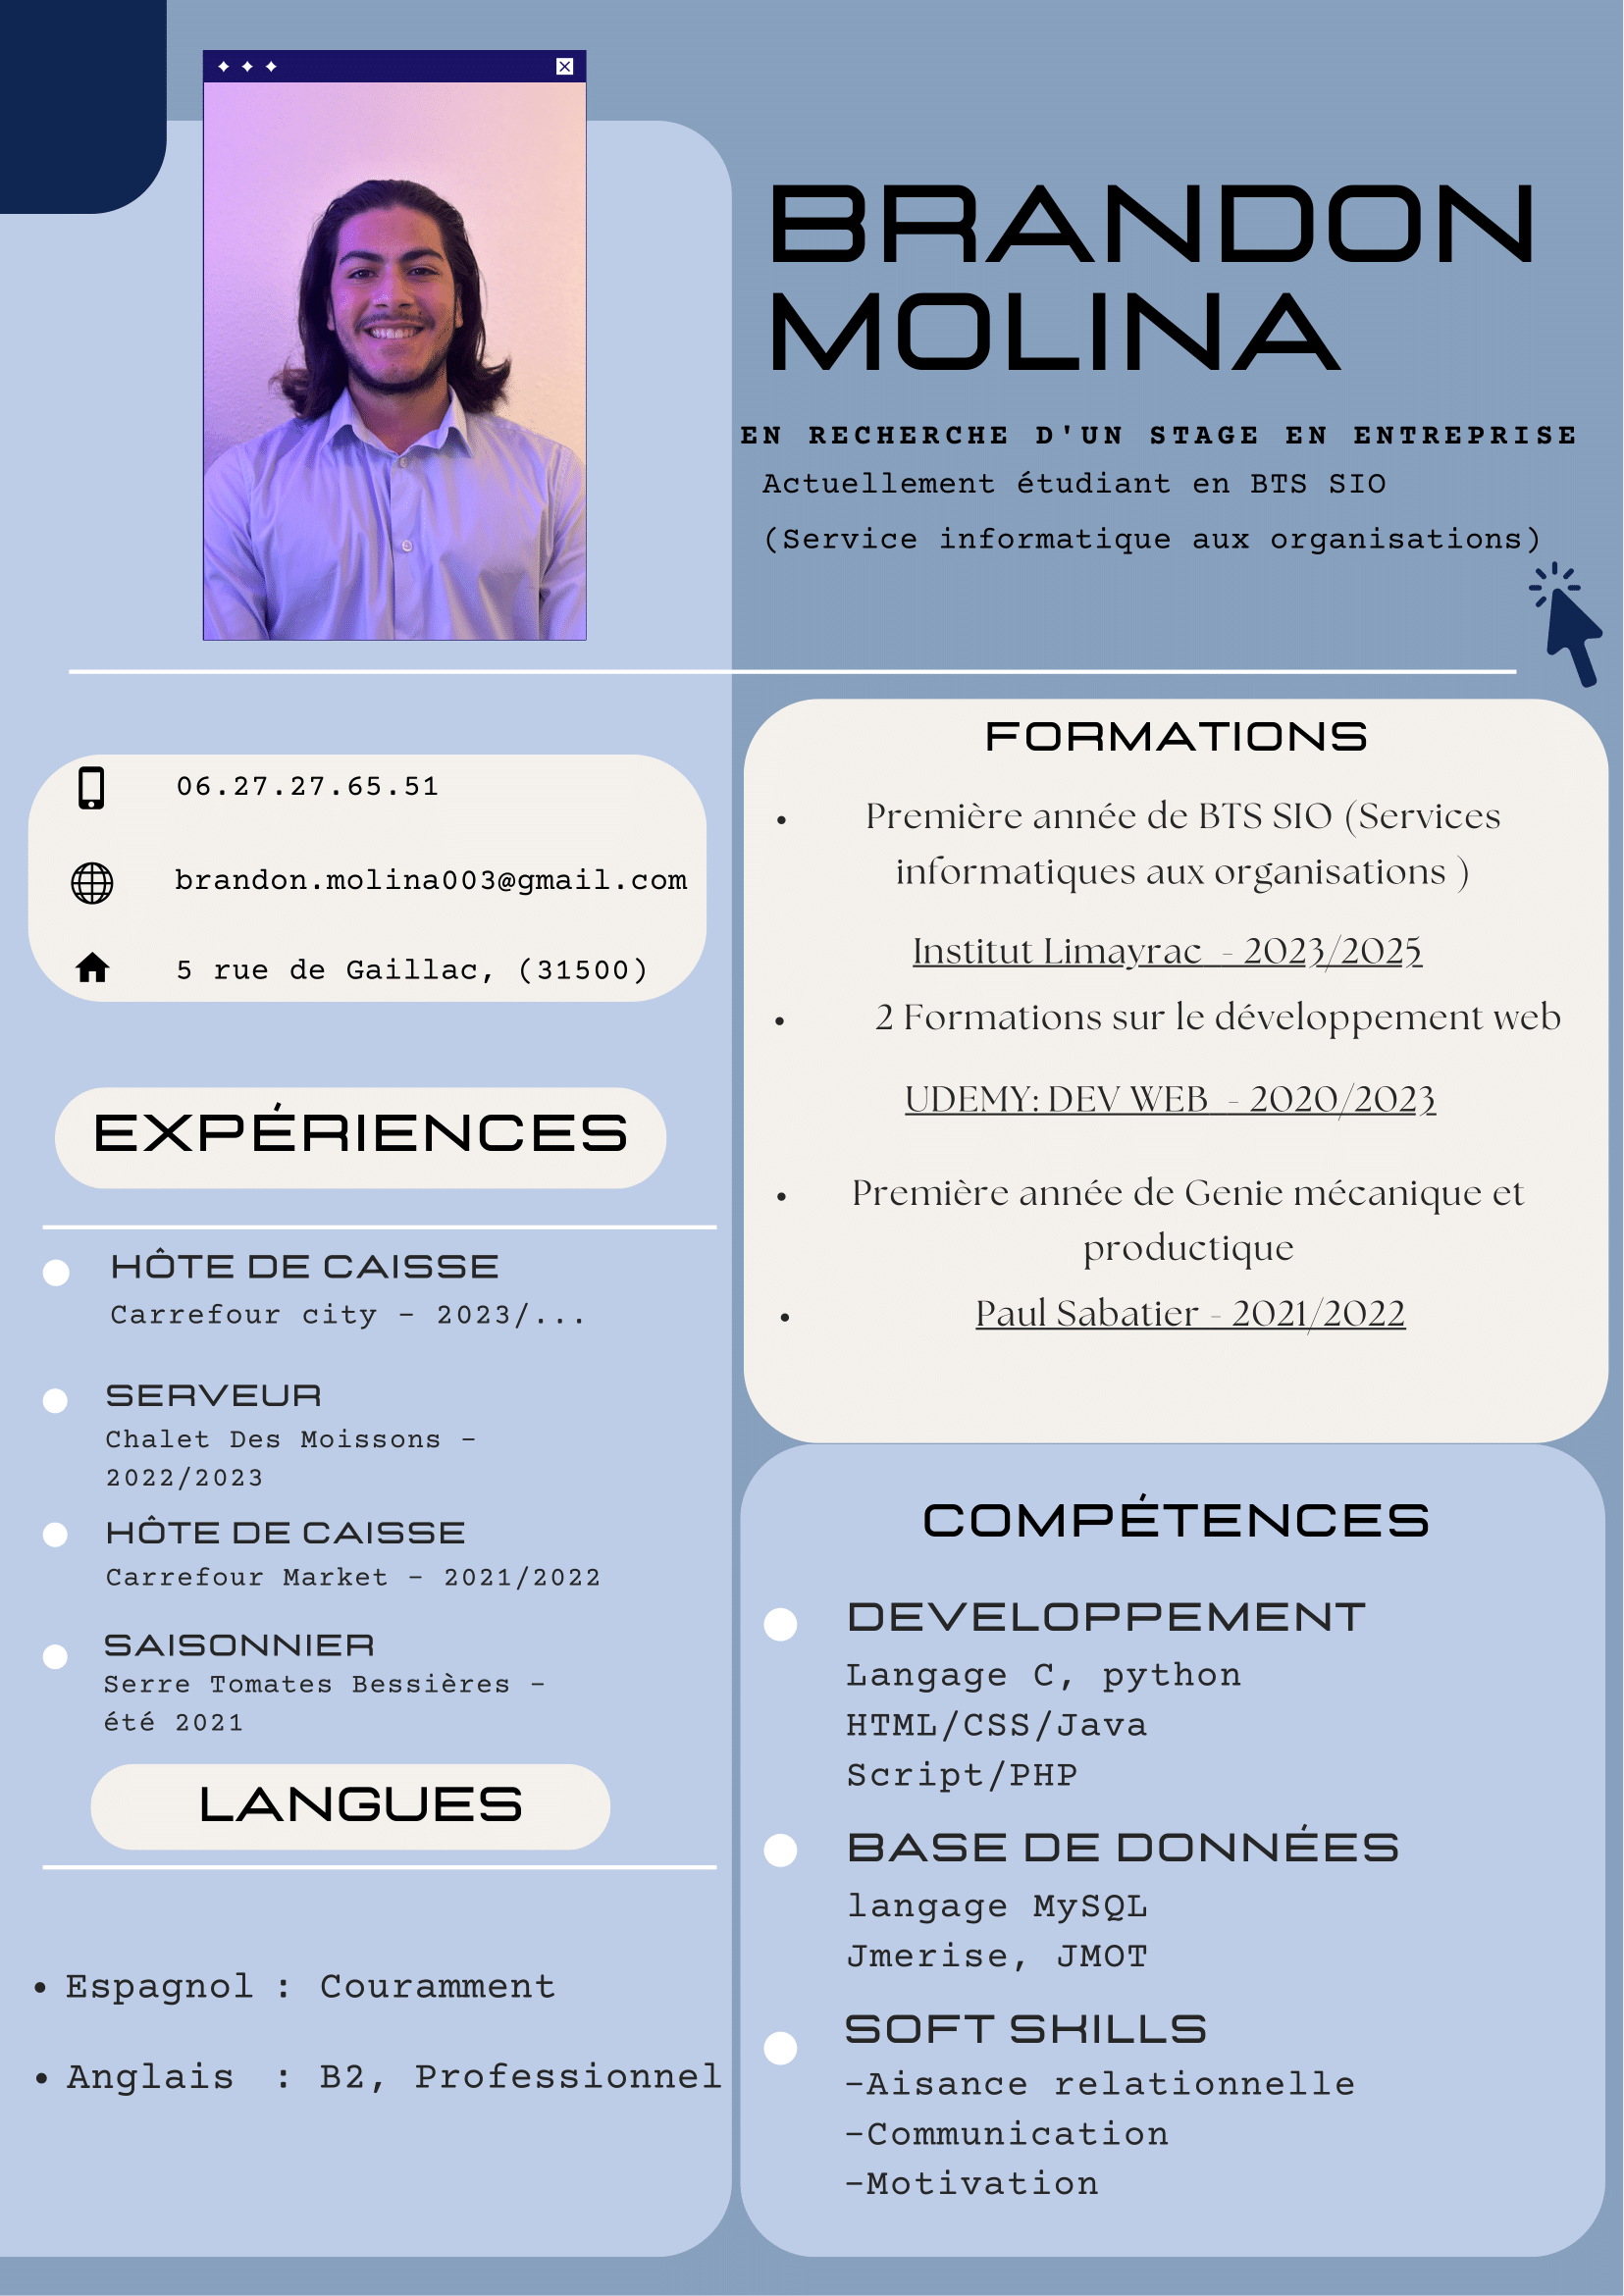 BRANDON
MOLINA
EN RECHERCHE D'UN STAGE EN ENTREPRISE
Actuellement étudiant en BTS SIO
(Service informatique aux organisations)
06.27.27.65.51
brandon.molina003@gmail.com
5 rue de Gaillac, (31500)
EXPÉRIENCES
HÔTE DE CAISSE
Carrefour city - 2023/...
SERVEUR
Chalet Des Moissons -
2022/2023
HÔTE DE CAISSE
Carrefour Market - 2021/2022
SAISONNIER
Serre Tomates Bessières -
été 2021
LANGUES
• Espagnol : Couramment
• Anglais : B2, Professionnel
FORMATIONS
• Première année de BTS SIO (Services
informatiques aux organisations )
Institut Limayrac - 2023/2025
• 2 Formations sur le développement web
UDEMY: DEV WEB - 2020/2023
• Première année de Genie mécanique et
productique
• Paul Sabatier - 2021/2022
COMPÉTENCES
DEVELOPPEMENT
Langage C, python
HTML/CSS/Java
Script/PHP
BASE DE DONNÉES
langage MySQL
Jmerise, JMOT
SOFT SKILLS
-Aisance relationnelle
-Communication
-Motivation